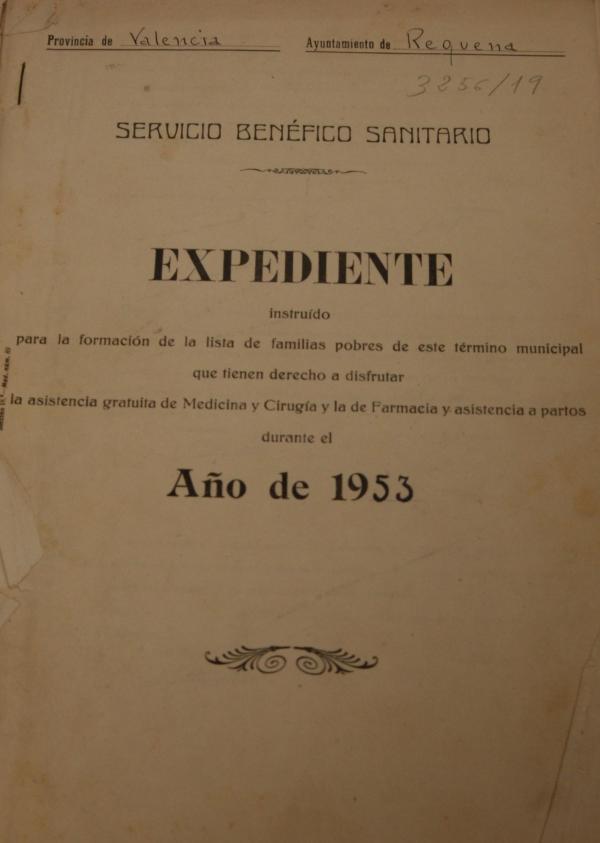 Provincia de Valencia Ayuntamiento de Requena
3256/19
SERVICIO BENÉFICO SANITARIO
EXPEDIENTE
instruído
para la formación de la lista de familias pobres de este término municipal
que tienen derecho a disfrutar
la asistencia gratuita de Medicina y Cirugía y la de Farmacia y asistencia a partos
durante el
Año de 1953